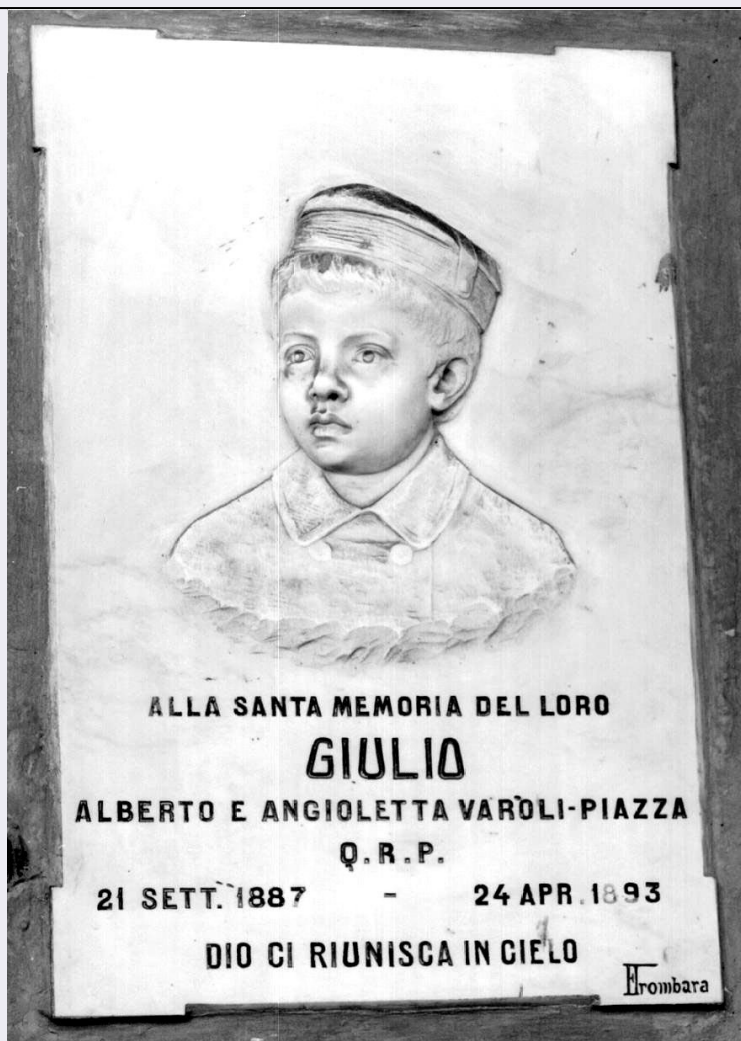 ALLA SANTA MEMORIA DEL LORO
GIULIO
ALBERTO E ANGIOLETTA VAROLI-PIAZZA
Q.R.P.
21 SETT. 1887 - 24 APR. 1893
DIO CI RIUNISCA IN CIELO
FTrombara